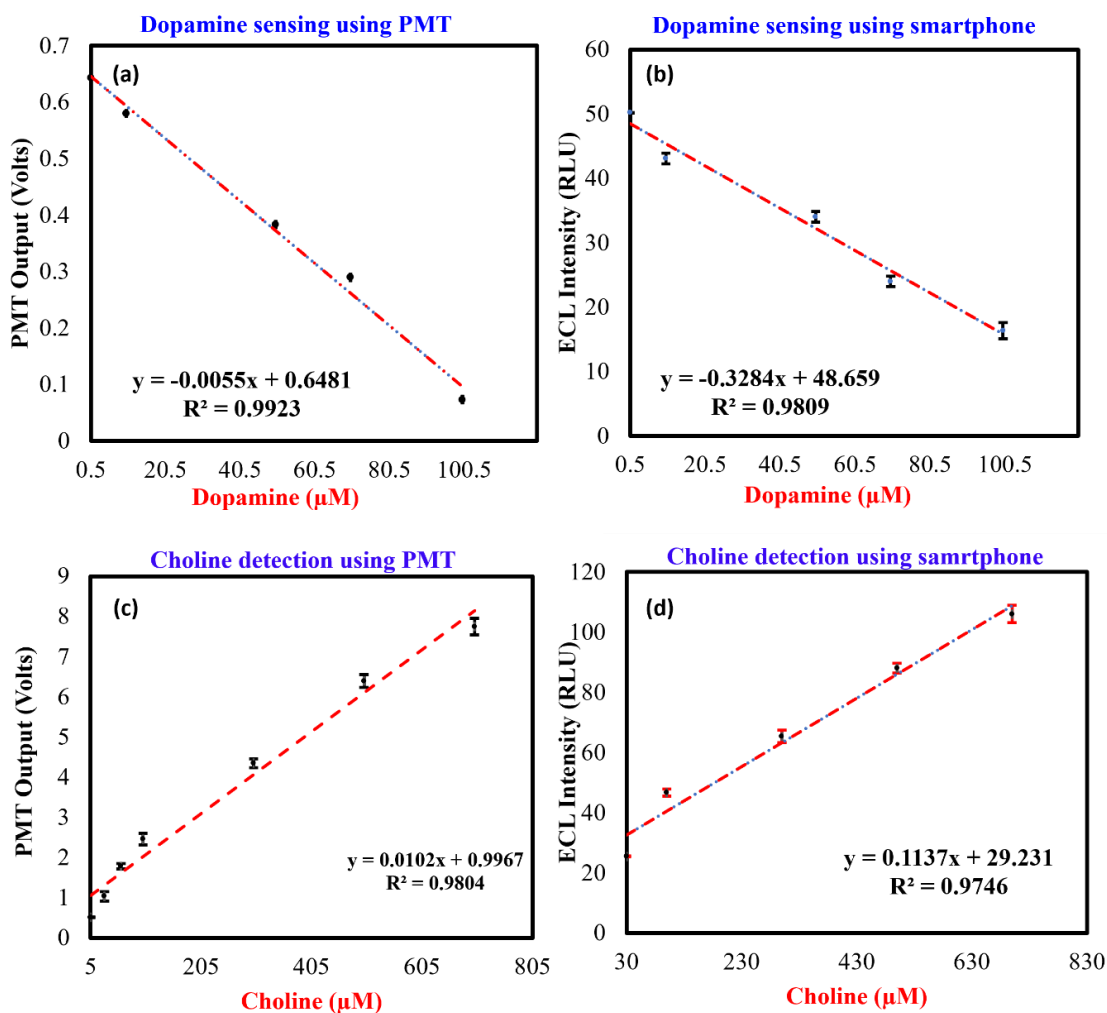 Dopamine sensing using PMT
(a)
PMT Output (Volts)
0.7
0.6
0.5
0.4
0.3
0.2
0.1
0
y = -0.0055x + 0.6481
R² = 0.9923
0.5 20.5 40.5 60.5 80.5 100.5
Dopamine (µM)
Dopamine sensing using smartphone
(b)
ECL Intensity (RLU)
60
50
40
30
20
10
0
y = -0.3284x + 48.659
R² = 0.9809
0.5 20.5 40.5 60.5 80.5 100.5
Dopamine (µM)
Choline detection using PMT
(c)
PMT Output (Volts)
9
8
7
6
5
4
3
2
1
0
y = 0.0102x + 0.9967
R² = 0.9804
5 205 405 605 805
Choline (µM)
Choline detection using samrtphone
(d)
ECL Intensity (RLU)
120
100
80
60
40
20
0
y = 0.1137x + 29.231
R² = 0.9746
30 230 430 630 830
Choline (µM)